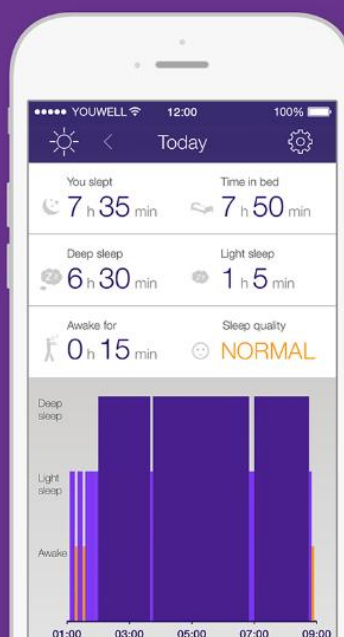 YOUWELL 12:00 100%
Today
You slept Time in bed
7 h 35 min 7 h 50 min
Deep sleep Light sleep
6 h 30 min 1 h 5 min
Awake for Sleep quality
0 h 15 min NORMAL
Deep
sleep
Light
sleep
Awake
01:00 03:00 05:00 07:00 09:00